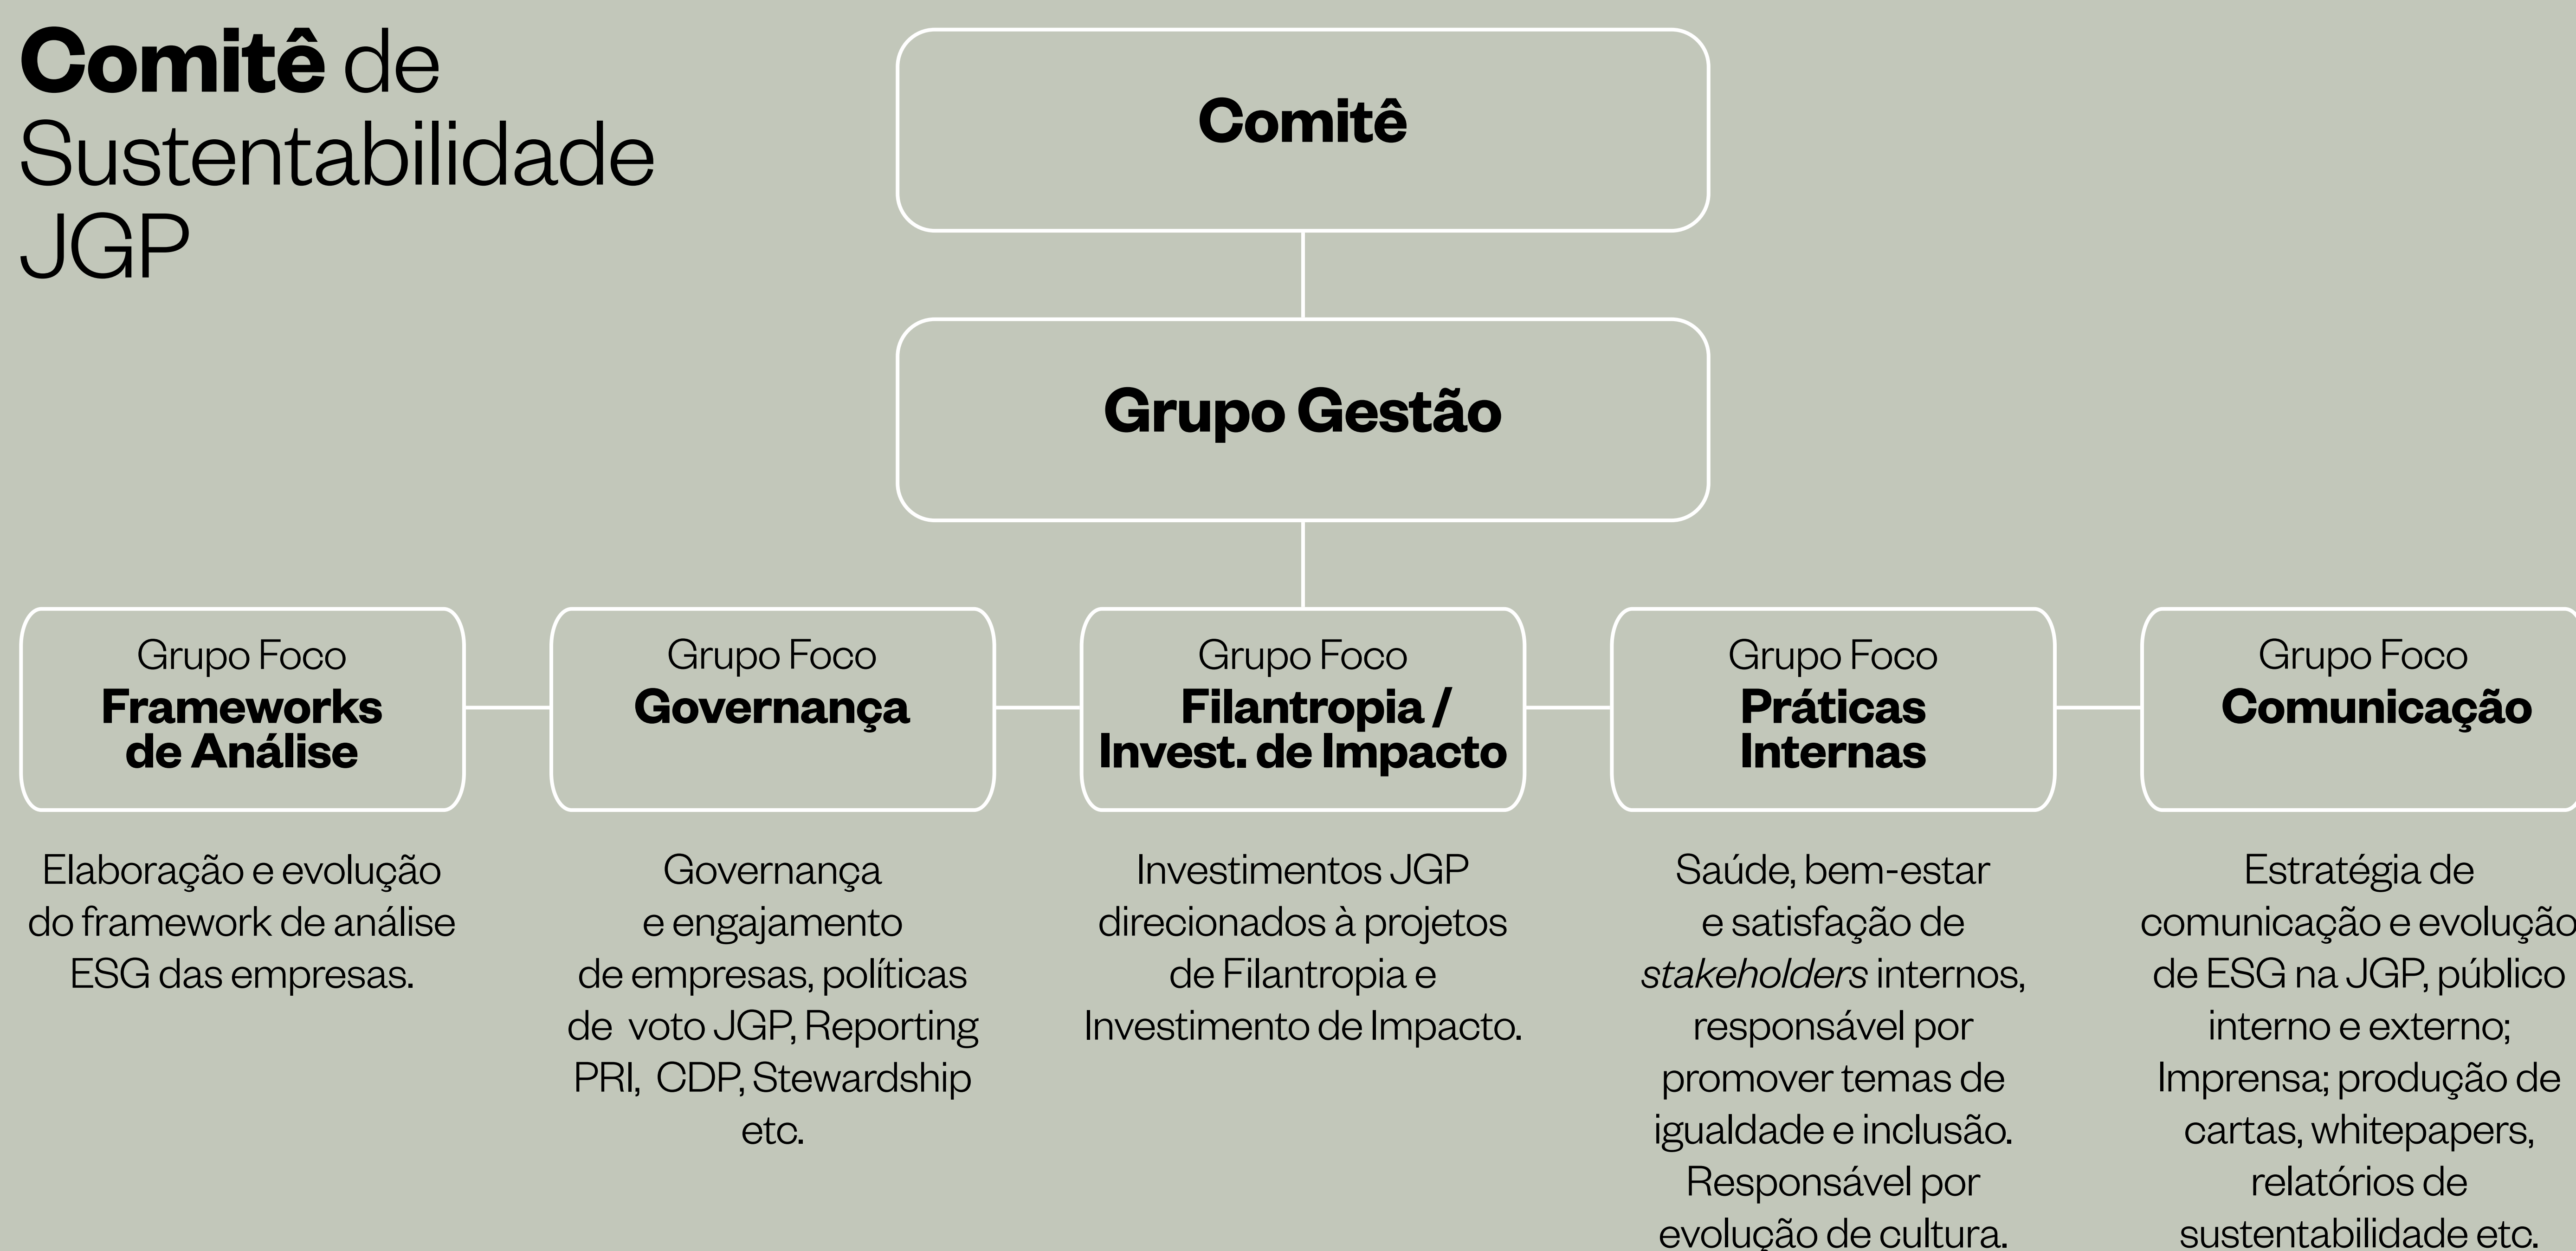 Comitê de
Sustentabilidade
JGP
Comitê
Grupo Gestão
Grupo Foco
Frameworks
de Análise
Elaboração e evolução
do framework de análise
ESG das empresas.
Grupo Foco
Governança
Governança
e engajamento
de empresas, políticas
de voto JGP, Reporting
PRI, CDP, Stewardship
etc.
Grupo Foco
Filantropia /
Invest. de Impacto
Investimentos JGP
direcionados à projetos
de Filantropia e
Investimento de Impacto.
Grupo Foco
Práticas
Internas
Saúde, bem-estar
e satisfação de
stakeholders internos,
responsável por
promover temas de
igualdade e inclusão.
Responsável por
evolução de cultura.
Grupo Foco
Comunicação
Estratégia de
comunicação e evolução
de ESG na JGP, público
interno e externo;
Imprensa; produção de
cartas, whitepapers,
relatórios de
sustentabilidade etc.